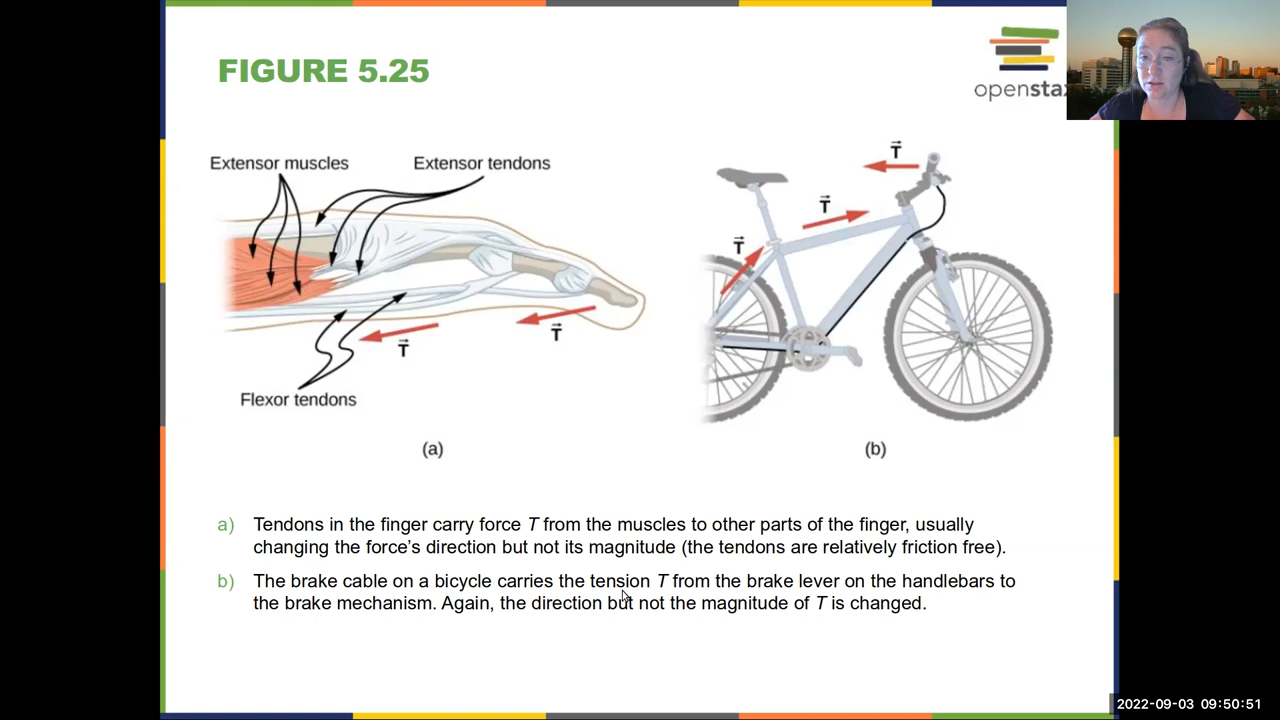 FIGURE 5.25
openstax
Extensor muscles
Extensor tendons
T
T
Flexor tendons
(a)
T
T
T
(b)
a) Tendons in the finger carry force T from the muscles to other parts of the finger, usually
changing the force’s direction but not its magnitude (the tendons are relatively friction free).
b) The brake cable on a bicycle carries the tension T from the brake lever on the handlebars to
the brake mechanism. Again, the direction but not the magnitude of T is changed.
2022-09-03 09:50:51